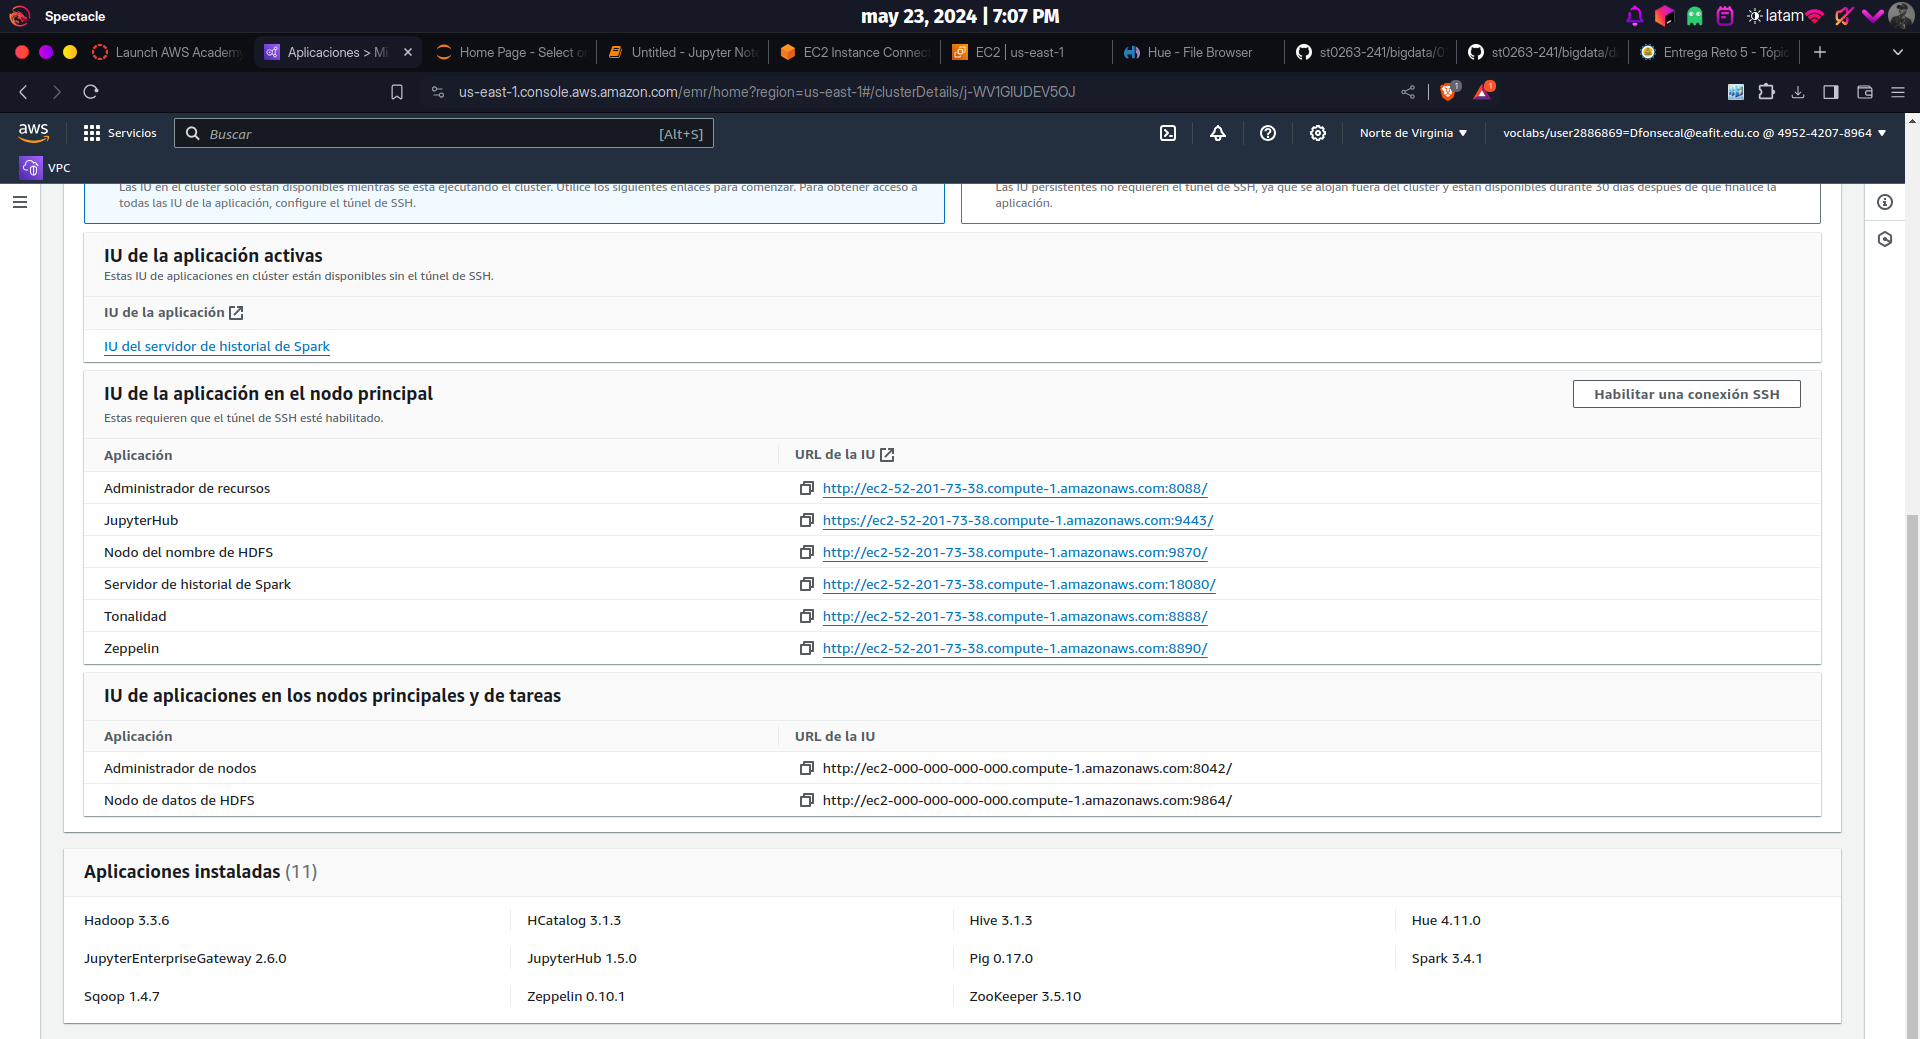 Spectacle
may 23, 2024 | 7:07 PM
latam
Launch AWS Academy
Aplicaciones > Mi
Home Page - Select o
Untitled - Jupyter Not
EC2 Instance Connect
EC2 | us-east-1
Hue - File Browser
st0263-241/bigdata/0
st0263-241/bigdata/d
Entrega Reto 5 - Tópic
us-east-1.console.aws.amazon.com/emr/home?region=us-east-1#/clusterDetails/j-WV1GIUDEV5OJ
1
1
aws
Servicios
Buscar
[Alt+S]
Norte de Virginia
voclabs/user2886869=Dfonsecal@eafit.edu.co @ 4952-4207-8964
VPC
Las IU en el clúster solo están disponibles mientras se está ejecutando el clúster. Utilice los siguientes enlaces para comenzar. Para obtener acceso a
todas las IU de la aplicación, configure el túnel de SSH.
Las IU persistentes no requieren el túnel de SSH, ya que se alojan fuera del clúster y están disponibles durante 30 días después de que finalice la
aplicación.
IU de la aplicación activas
Estas IU de aplicaciones en clúster están disponibles sin el túnel de SSH.
IU de la aplicación
IU del servidor de historial de Spark
IU de la aplicación en el nodo principal
Estas requieren que el túnel de SSH esté habilitado.
Habilitar una conexión SSH
Aplicación
URL de la IU
Administrador de recursos
http://ec2-52-201-73-38.compute-1.amazonaws.com:8088/
JupyterHub
https://ec2-52-201-73-38.compute-1.amazonaws.com:9443/
Nodo del nombre de HDFS
http://ec2-52-201-73-38.compute-1.amazonaws.com:9870/
Servidor de historial de Spark
http://ec2-52-201-73-38.compute-1.amazonaws.com:18080/
Tonalidad
http://ec2-52-201-73-38.compute-1.amazonaws.com:8888/
Zeppelin
http://ec2-52-201-73-38.compute-1.amazonaws.com:8890/
IU de aplicaciones en los nodos principales y de tareas
Aplicación
URL de la IU
Administrador de nodos
http://ec2-000-000-000-000.compute-1.amazonaws.com:8042/
Nodo de datos de HDFS
http://ec2-000-000-000-000.compute-1.amazonaws.com:9864/
Aplicaciones instaladas (11)
Hadoop 3.3.6
HCatalog 3.1.3
Hive 3.1.3
Hue 4.11.0
JupyterEnterpriseGateway 2.6.0
JupyterHub 1.5.0
Pig 0.17.0
Spark 3.4.1
Sqoop 1.4.7
Zeppelin 0.10.1
ZooKeeper 3.5.10